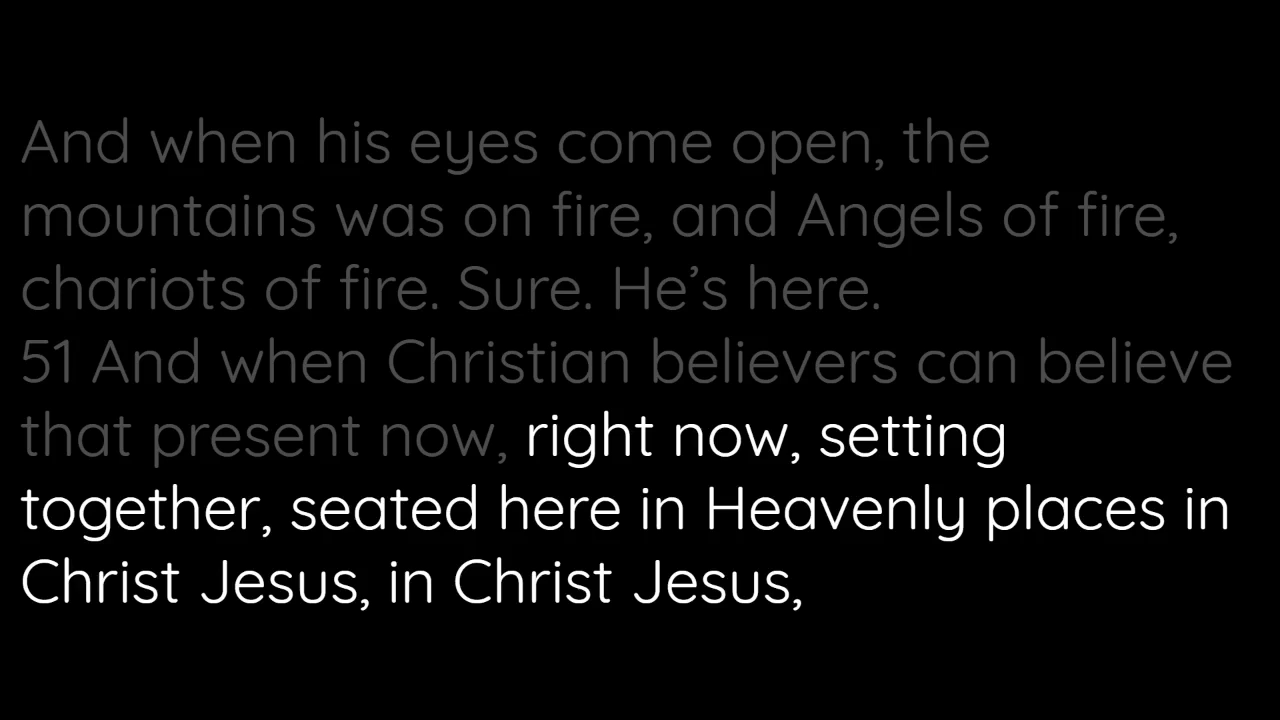 And when his eyes come open, the
mountains was on fire, and Angels of fire,
chariots of fire. Sure. He’s here.
51 And when Christian believers can believe
that present now, right now, setting
together, seated here in Heavenly places in
Christ Jesus, in Christ Jesus,